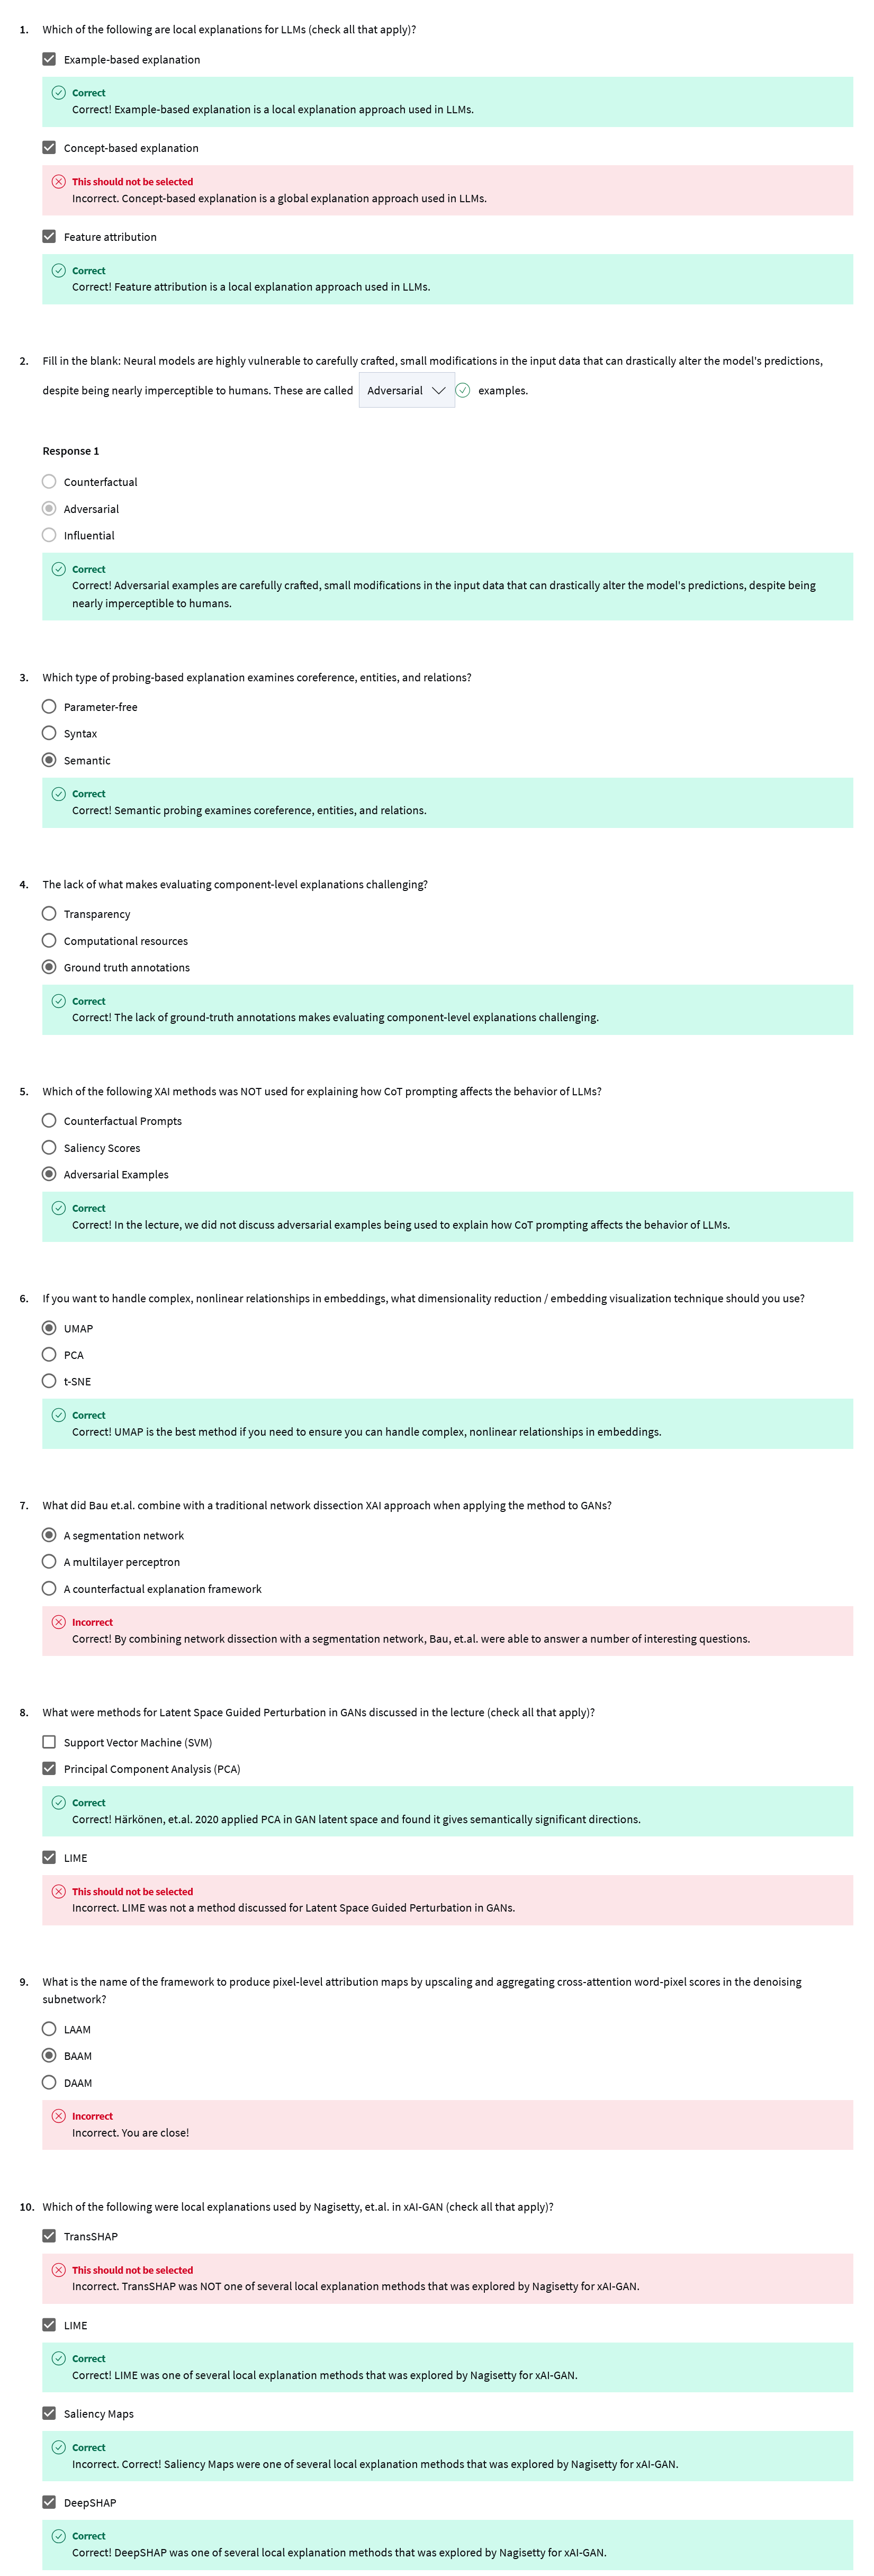 1. Which of the following are local explanations for LLMs (check all that apply)?
Example-based explanation
Correct
Correct! Example-based explanation is a local explanation approach used in LLMs.
Concept-based explanation
This should not be selected
Incorrect. Concept-based explanation is a global explanation approach used in LLMs.
Feature attribution
Correct
Correct! Feature attribution is a local explanation approach used in LLMs.
2. Fill in the blank: Neural models are highly vulnerable to carefully crafted, small modifications in the input data that can drastically alter the model's predictions,
despite being nearly imperceptible to humans. These are called Adversarial examples.
Response 1
Counterfactual
Adversarial
Influential
Correct
Correct! Adversarial examples are carefully crafted, small modifications in the input data that can drastically alter the model's predictions, despite being
nearly imperceptible to humans.
3. Which type of probing-based explanation examines coreference, entities, and relations?
Parameter-free
Syntax
Semantic
Correct
Correct! Semantic probing examines coreference, entities, and relations.
4. The lack of what makes evaluating component-level explanations challenging?
Transparency
Computational resources
Ground truth annotations
Correct
Correct! The lack of ground-truth annotations makes evaluating component-level explanations challenging.
5. Which of the following XAI methods was NOT used for explaining how CoT prompting affects the behavior of LLMs?
Counterfactual Prompts
Saliency Scores
Adversarial Examples
Correct
Correct! In the lecture, we did not discuss adversarial examples being used to explain how CoT prompting affects the behavior of LLMs.
6. If you want to handle complex, nonlinear relationships in embeddings, what dimensionality reduction / embedding visualization technique should you use?
UMAP
PCA
t-SNE
Correct
Correct! UMAP is the best method if you need to ensure you can handle complex, nonlinear relationships in embeddings.
7. What did Bau et.al. combine with a traditional network dissection XAI approach when applying the method to GANs?
A segmentation network
A multilayer perceptron
A counterfactual explanation framework
Incorrect
Correct! By combining network dissection with a segmentation network, Bau, et.al. were able to answer a number of interesting questions.
8. What were methods for Latent Space Guided Perturbation in GANs discussed in the lecture (check all that apply)?
Support Vector Machine (SVM)
Principal Component Analysis (PCA)
Correct
Correct! Härkönen, et.al. 2020 applied PCA in GAN latent space and found it gives semantically significant directions.
LIME
This should not be selected
Incorrect. LIME was not a method discussed for Latent Space Guided Perturbation in GANs.
9. What is the name of the framework to produce pixel-level attribution maps by upscaling and aggregating cross-attention word-pixel scores in the denoising
subnetwork?
LAAM
BAAM
DAAM
Incorrect
Incorrect. You are close!
10. Which of the following were local explanations used by Nagisetty, et.al. in xAI-GAN (check all that apply)?
TransSHAP
This should not be selected
Incorrect. TransSHAP was NOT one of several local explanation methods that was explored by Nagisetty for xAI-GAN.
LIME
Correct
Correct! LIME was one of several local explanation methods that was explored by Nagisetty for xAI-GAN.
Saliency Maps
Correct
Incorrect. Correct! Saliency Maps were one of several local explanation methods that was explored by Nagisetty for xAI-GAN.
DeepSHAP
Correct
Correct! DeepSHAP was one of several local explanation methods that was explored by Nagisetty for xAI-GAN.